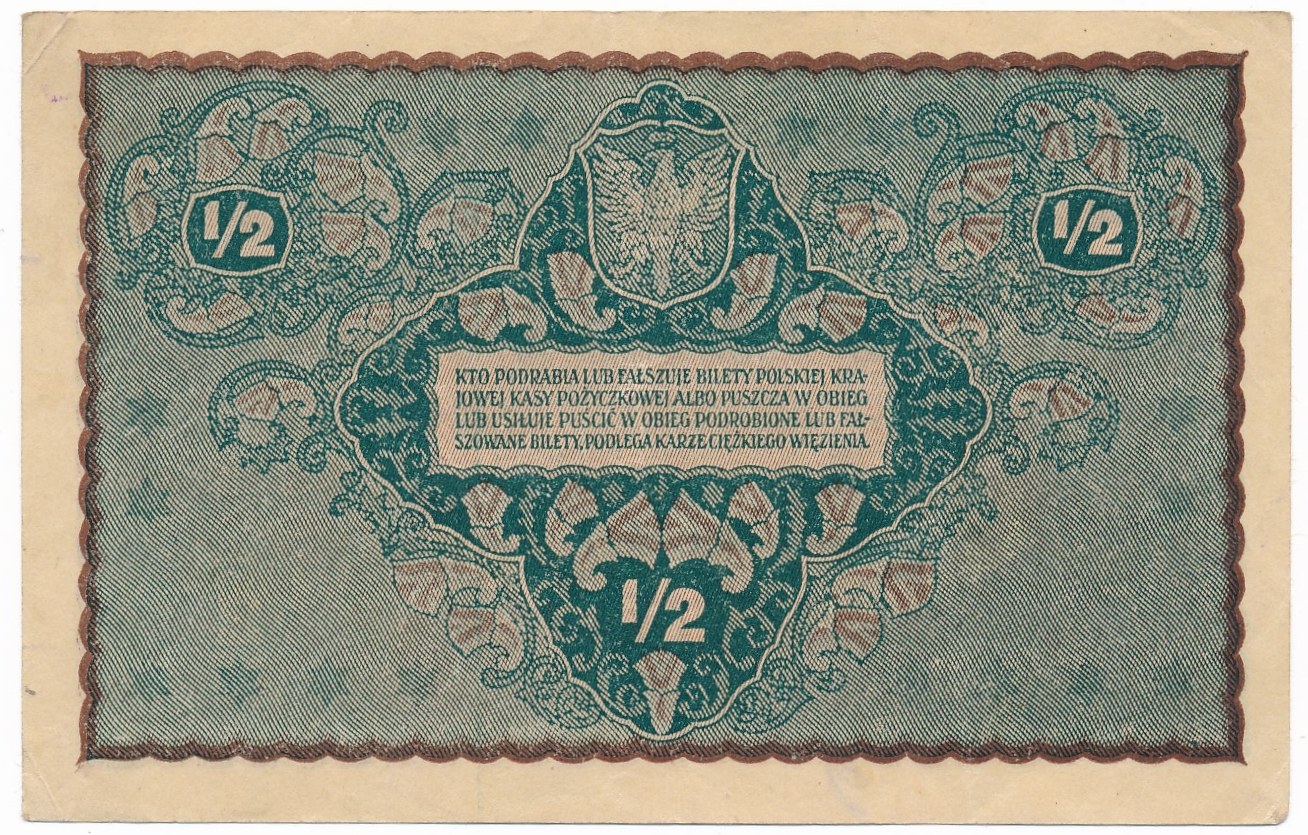 1/2
1/2
KTO PODRABIA LUB FAŁSZUJE BILETY POLSKIEJ KRA-
JOWEJ KASY POŻYCZKOWEJ ALBO PUSZCZA W OBIEG
LUB USIŁUJE PUŚCIĆ W OBIEG PODROBIONE LUB FAŁ-
SZOWANE BILETY, PODLEGA KARZE CIĘŻKIEGO WIĘZIENIA.
1/2